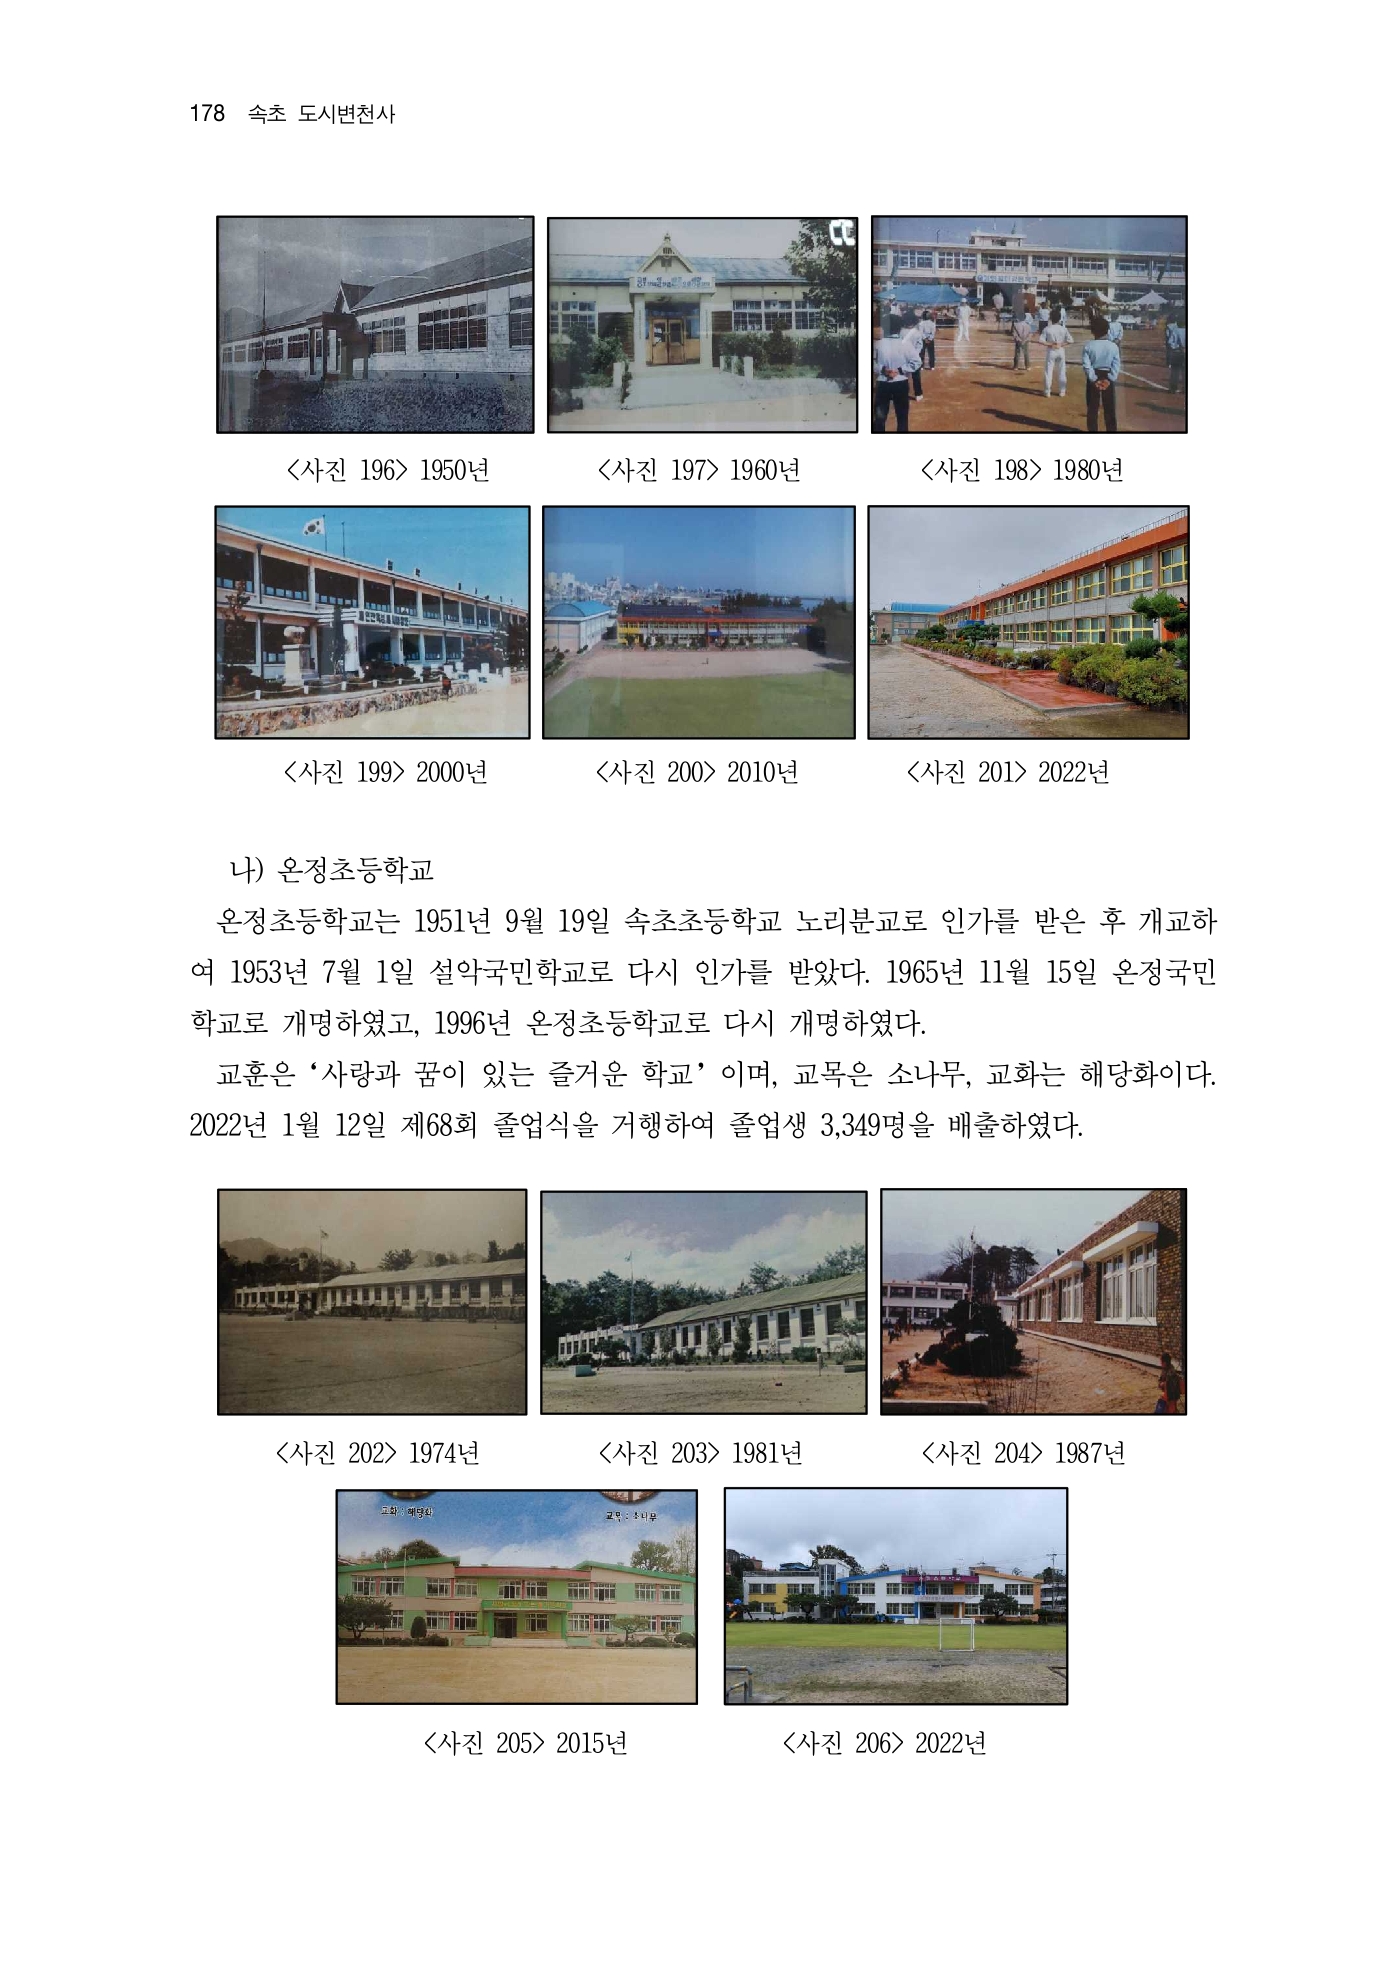 178 속초 도시변천사
<사진 196> 1950년
<사진 197> 1960년
<사진 198> 1980년
<사진 199> 2000년
<사진 200> 2010년
<사진 201> 2022년
나) 온정초등학교
온정초등학교는 1951년 9월 19일 속초초등학교 노리분교로 인가를 받은 후 개교하
여 1953년 7월 1일 설악국민학교로 다시 인가를 받았다. 1965년 11월 15일 온정국민
학교로 개명하였고, 1996년 온정초등학교로 다시 개명하였다.
교훈은 ‘사랑과 꿈이 있는 즐거운 학교’ 이며, 교목은 소나무, 교화는 해당화이다.
2022년 1월 12일 제68회 졸업식을 거행하여 졸업생 3,349명을 배출하였다.
<사진 202> 1974년
<사진 203> 1981년
<사진 204> 1987년
교화 : 해당화
교목 : 소나무
<사진 205> 2015년
<사진 206> 2022년